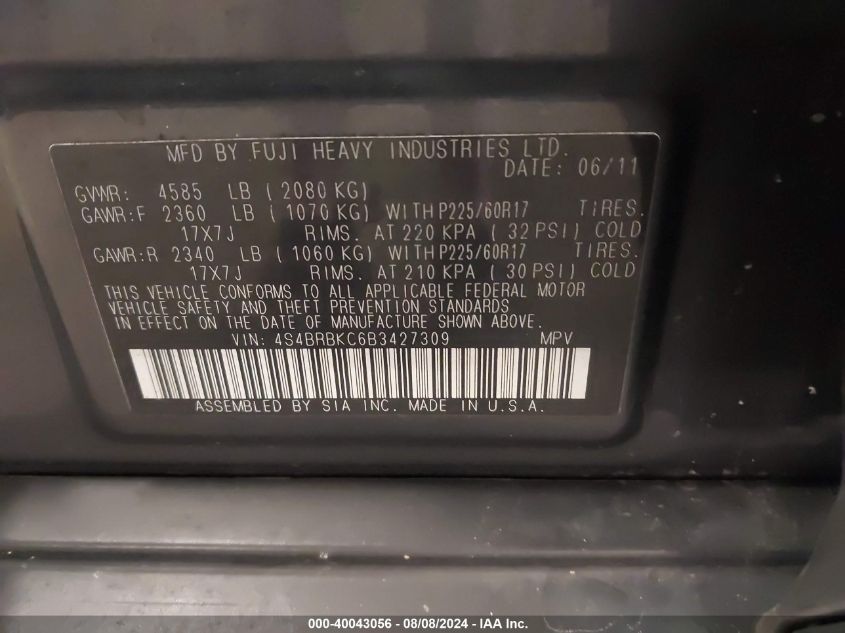 MFD BY FUJI HEAVY INDUSTRIES LTD.
DATE: 06/11
GVWR: 4585 LB ( 2080 KG)
GAWR:F 2360 LB ( 1070 KG) WITH P225/60R17 TIRES.
17X7J RIMS. AT 220 KPA ( 32 PSI) COLD
GAWR:R 2340 LB ( 1060 KG) WITH P225/60R17 TIRES.
17X7J RIMS. AT 210 KPA ( 30 PSI) COLD
THIS VEHICLE CONFORMS TO ALL APPLICABLE FEDERAL MOTOR
VEHICLE SAFETY AND THEFT PREVENTION STANDARDS
IN EFFECT ON THE DATE OF MANUFACTURE SHOWN ABOVE.
VIN: 4S4BRBKC6B3427309 MPV
ASSEMBLED BY SIA INC. MADE IN U.S.A.
000-40043056 - 08/08/2024 - IAA Inc.